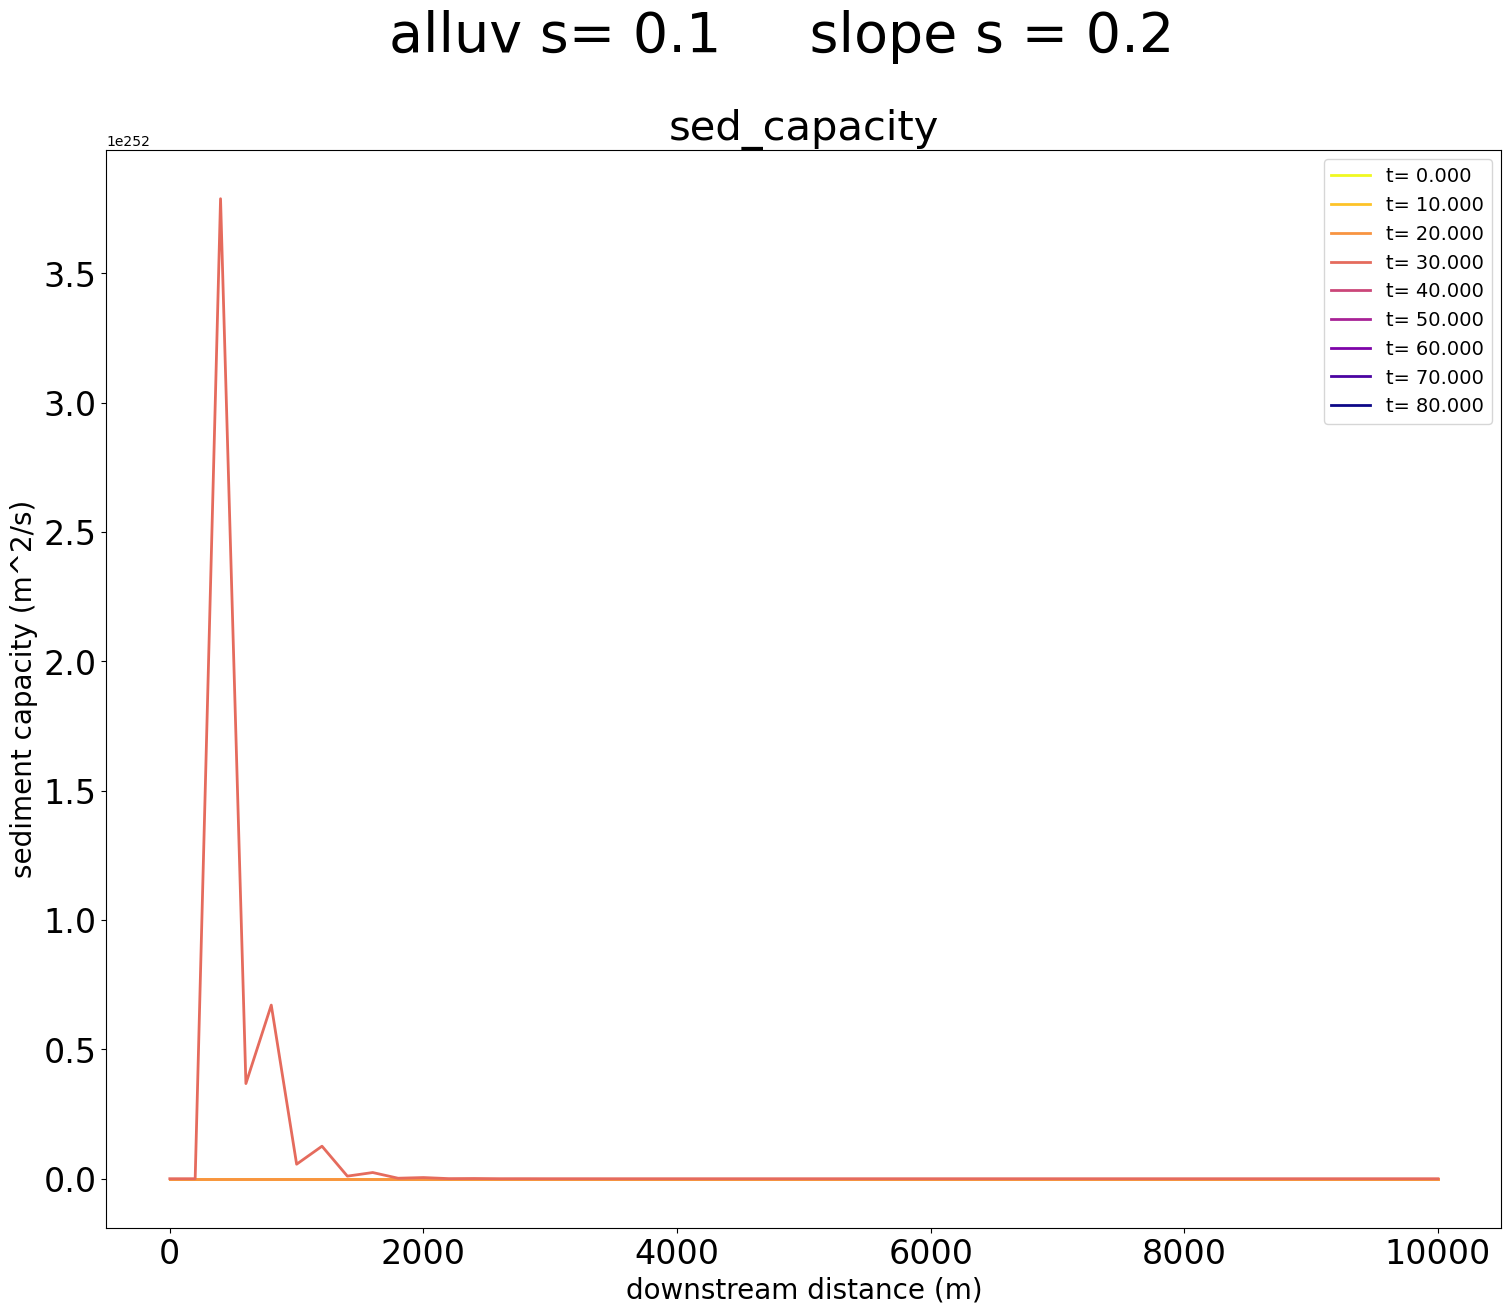 alluv s= 0.1 slope s = 0.2
sed_capacity
1e252
t= 0.000
t= 10.000
t= 20.000
t= 30.000
t= 40.000
t= 50.000
t= 60.000
t= 70.000
t= 80.000
3.5
3.0
2.5
2.0
1.5
1.0
0.5
0.0
sediment capacity (m^2/s)
0 2000 4000 6000 8000 10000
downstream distance (m)